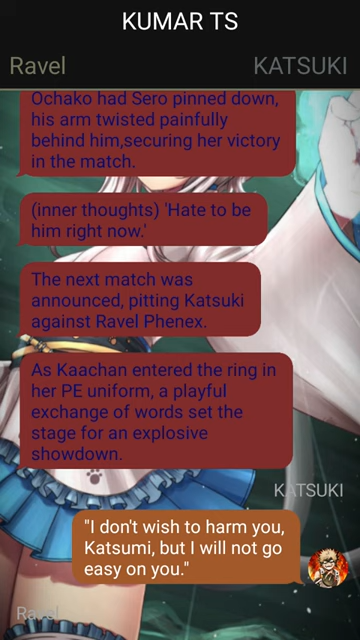 KUMAR TS
Ravel
KATSUKI
Ochako had Sero pinned down,
his arm twisted painfully
behind him,securing her victory
in the match.
(inner thoughts) 'Hate to be
him right now.'
The next match was
announced, pitting Katsuki
against Ravel Phenex.
As Kaachan entered the ring in
her PE uniform, a playful
exchange of words set the
stage for an explosive
showdown.
KATSUKI
"I don't wish to harm you,
Katsumi, but I will not go
easy on you."
Ravel